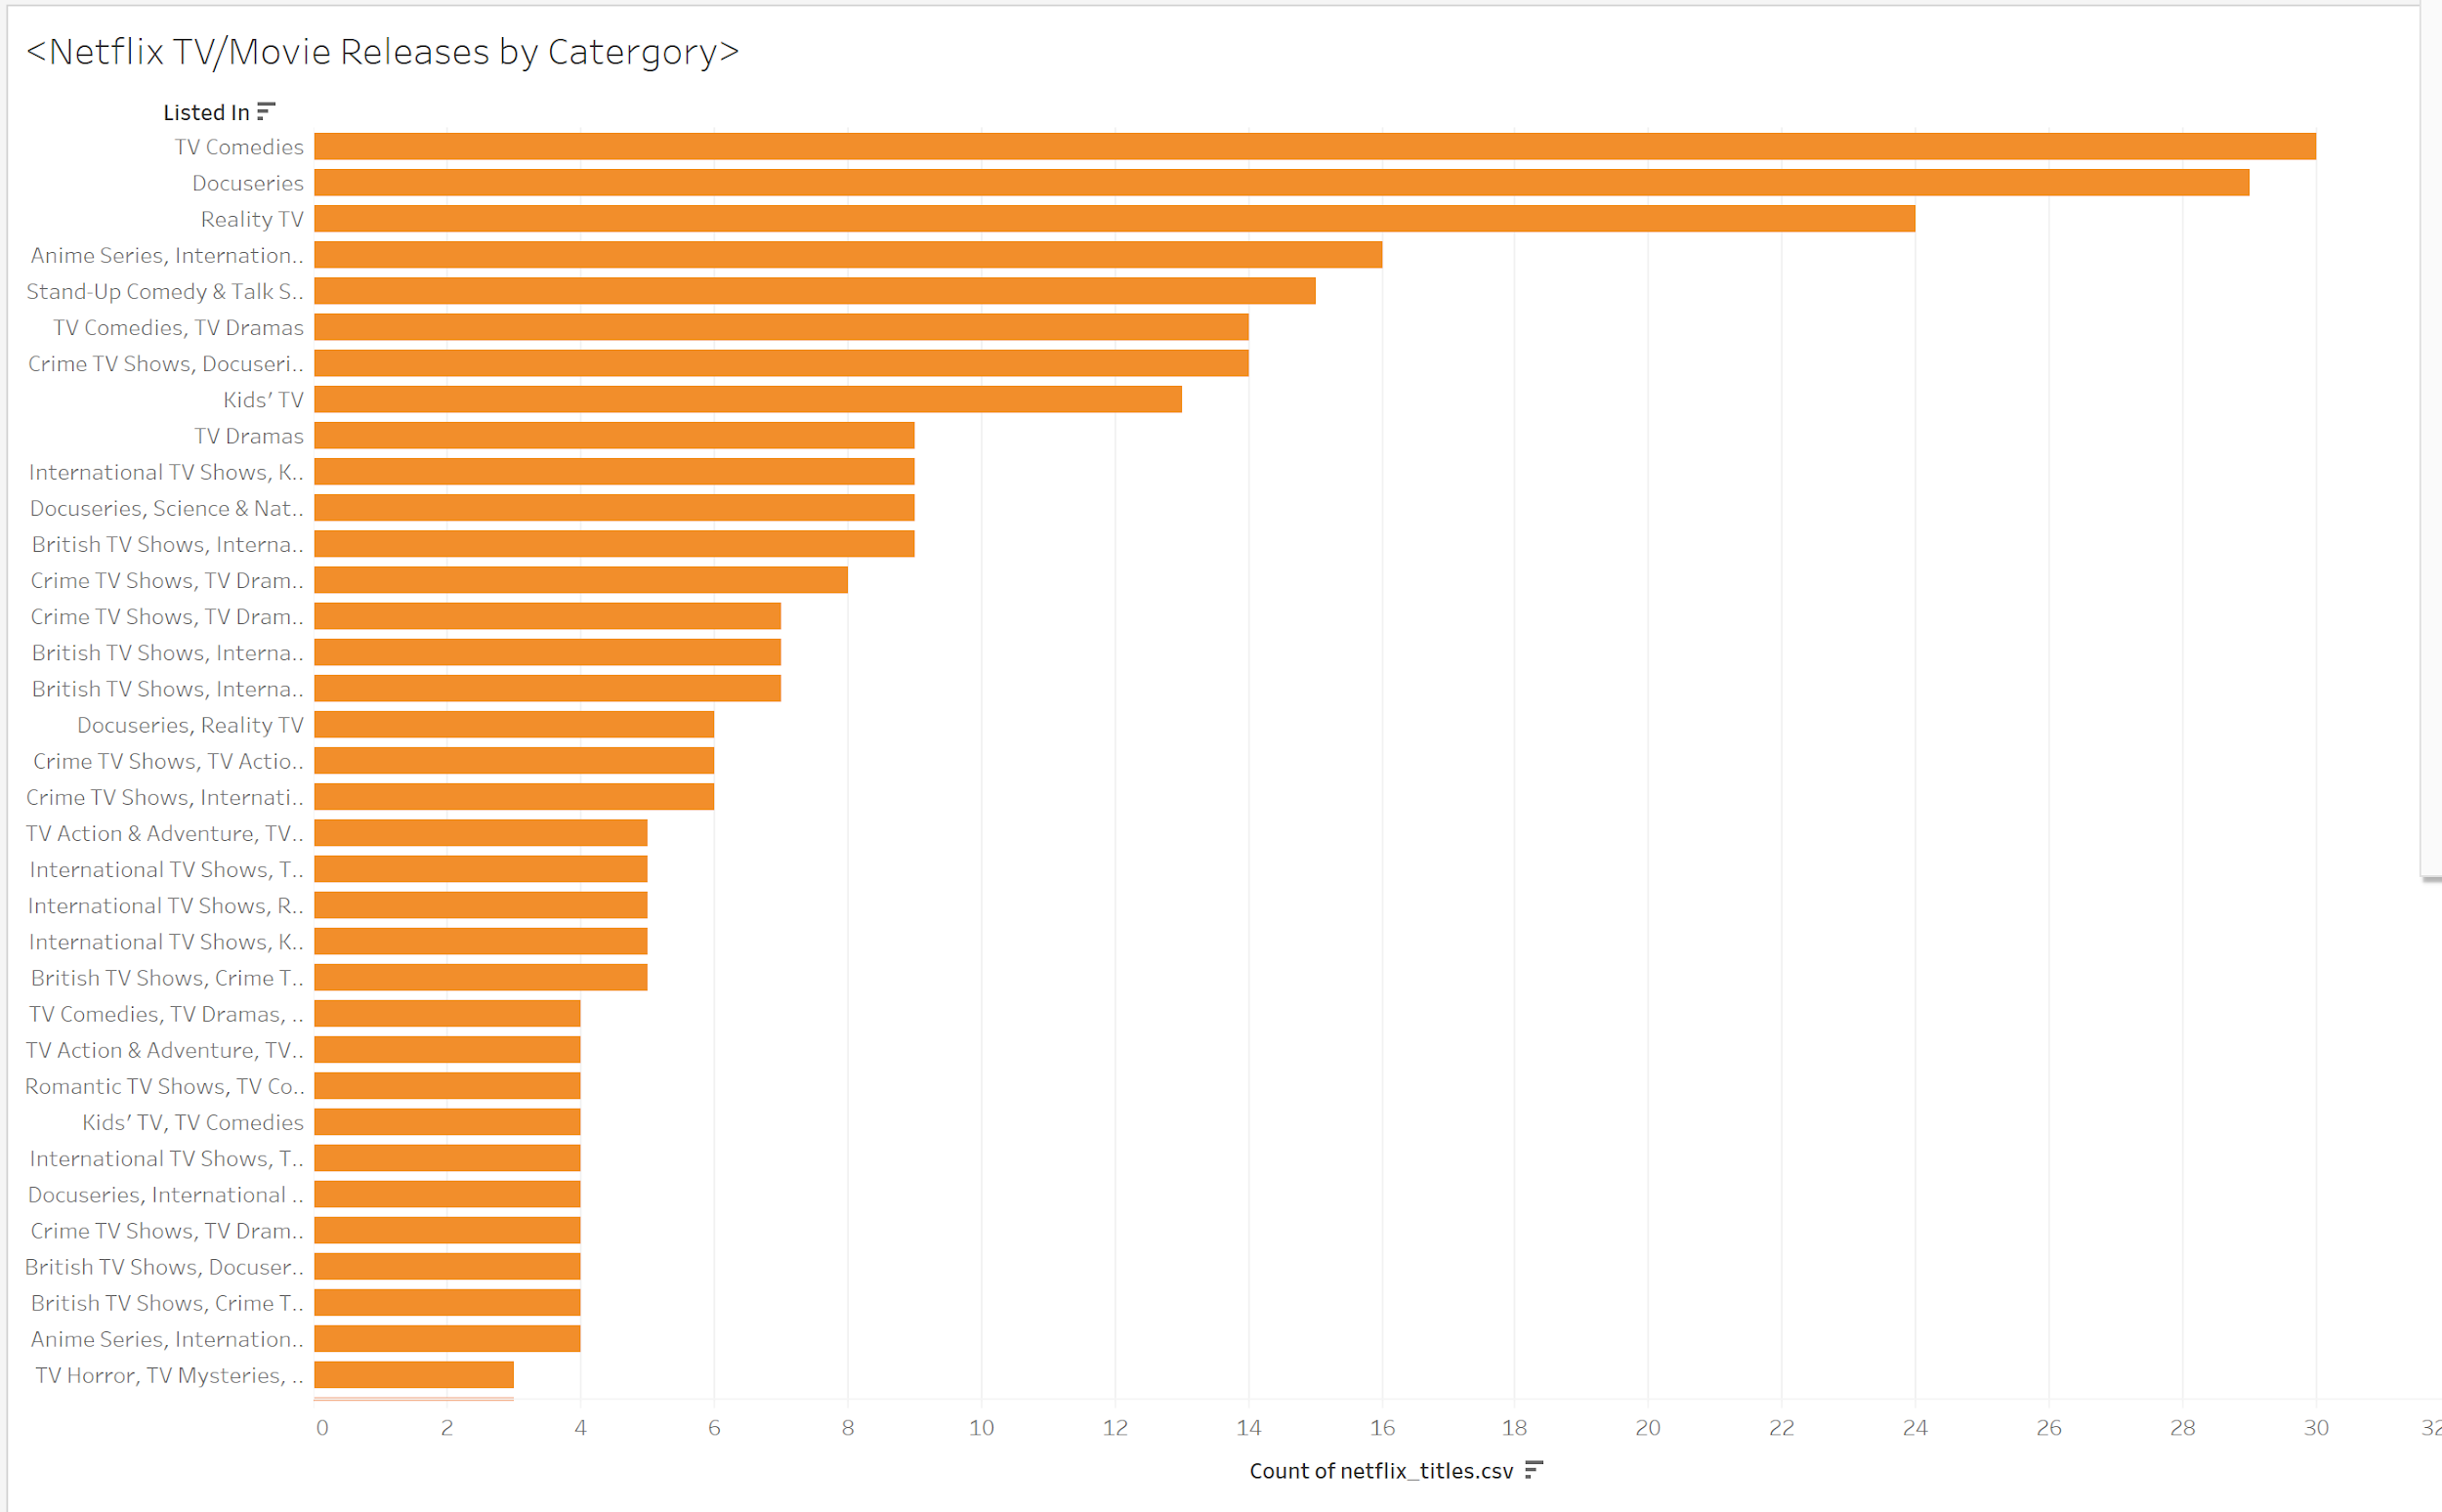 <Netflix TV/Movie Releases by Catergory>
Listed In
TV Comedies
Docuseries
Reality TV
Anime Series, Internation..
Stand-Up Comedy & Talk S..
TV Comedies, TV Dramas
Crime TV Shows, Docuseri..
Kids’ TV
TV Dramas
International TV Shows, K..
Docuseries, Science & Nat..
British TV Shows, Interna..
Crime TV Shows, TV Dram..
Crime TV Shows, TV Dram..
British TV Shows, Interna..
British TV Shows, Interna..
Docuseries, Reality TV
Crime TV Shows, TV Actio..
Crime TV Shows, Internati..
TV Action & Adventure, TV..
International TV Shows, T..
International TV Shows, R..
International TV Shows, K..
British TV Shows, Crime T..
TV Comedies, TV Dramas, ..
TV Action & Adventure, TV..
Romantic TV Shows, TV Co..
Kids’ TV, TV Comedies
International TV Shows, T..
Docuseries, International ..
Crime TV Shows, TV Dram..
British TV Shows, Docuser..
British TV Shows, Crime T..
Anime Series, Internation..
TV Horror, TV Mysteries, ..
0 2 4 6 8 10 12 14 16 18 20 22 24 26 28 30 32
Count of netflix_titles.csv